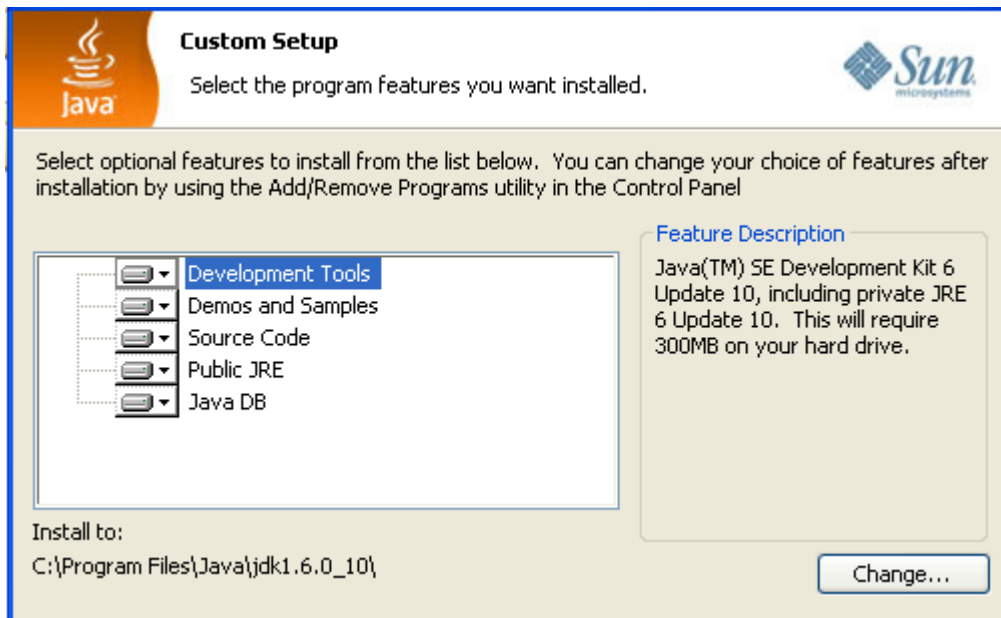 Java
Custom Setup
Select the program features you want installed.
Sun
microsystems
Select optional features to install from the list below.  You can change your choice of features after
installation by using the Add/Remove Programs utility in the Control Panel
Development Tools
Demos and Samples
Source Code
Public JRE
Java DB
Feature Description
Java(TM) SE Development Kit 6
Update 10, including private JRE
6 Update 10.  This will require
300MB on your hard drive.
Install to:
C:\Program Files\Java\jdk1.6.0_10\
Change...